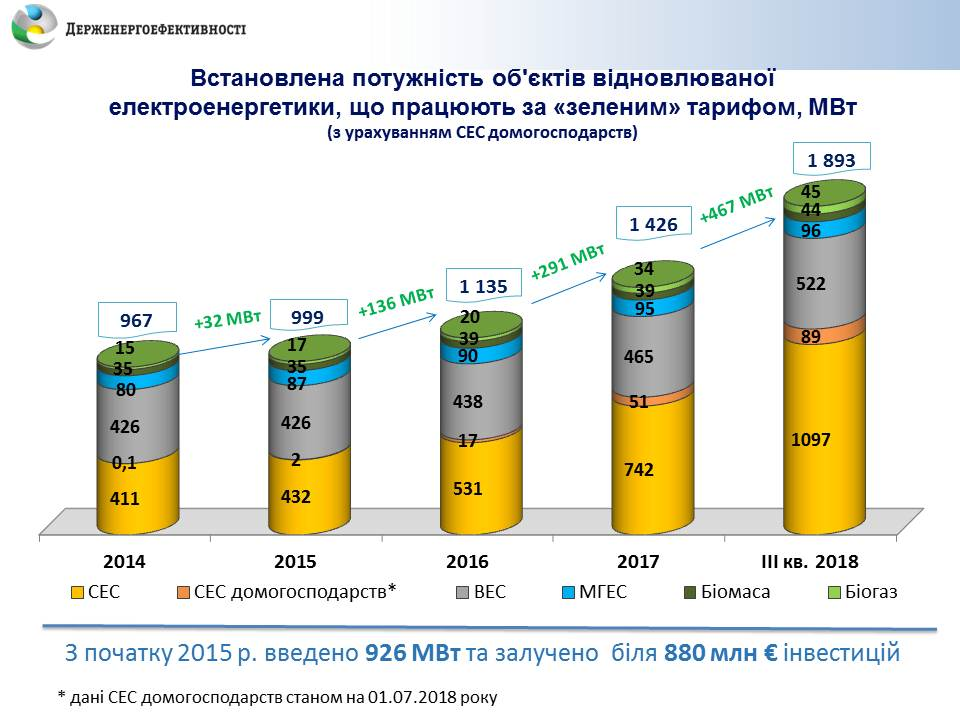 ДЕРЖЕНЕРГОЕФЕКТИВНОСТІ
Встановлена потужність об'єктів відновлюваної
електроенергетики, що працюють за «зеленим» тарифом, МВт
(з урахуванням СЕС домогосподарств)
1 893
1 426
1 135
999
967
+32 МВт
+136 МВт
+291 МВт
+467 МВт
15
35
80
426
0,1
411
17
35
87
426
2
432
20
39
90
438
17
531
34
39
95
465
51
742
45
44
96
522
89
1097
2014 2015 2016 2017 ІІІ кв. 2018
СЕС СЕС домогосподарств* ВЕС МГЕС Біомаса Біогаз
З початку 2015 р. введено 926 МВт та залучено біля 880 млн € інвестицій
* дані СЕС домогосподарств станом на 01.07.2018 року